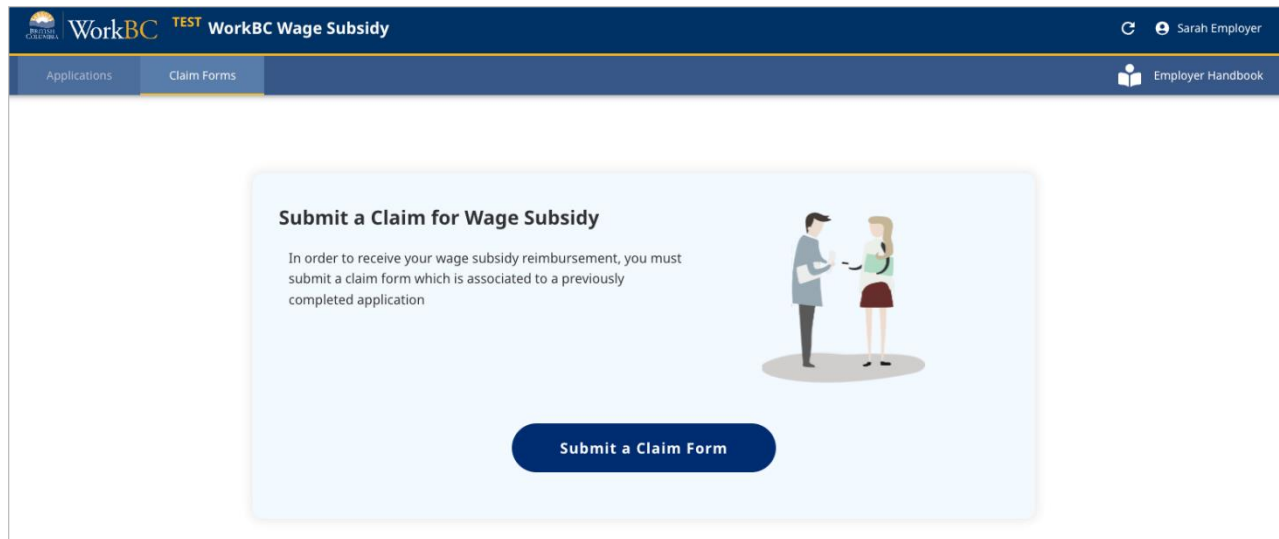 BRITISH
COLUMBIA
WorkBC TEST WorkBC Wage Subsidy
Sarah Employer
Applications
Claim Forms
Employer Handbook
Submit a Claim for Wage Subsidy
In order to receive your wage subsidy reimbursement, you must
submit a claim form which is associated to a previously
completed application
Submit a Claim Form